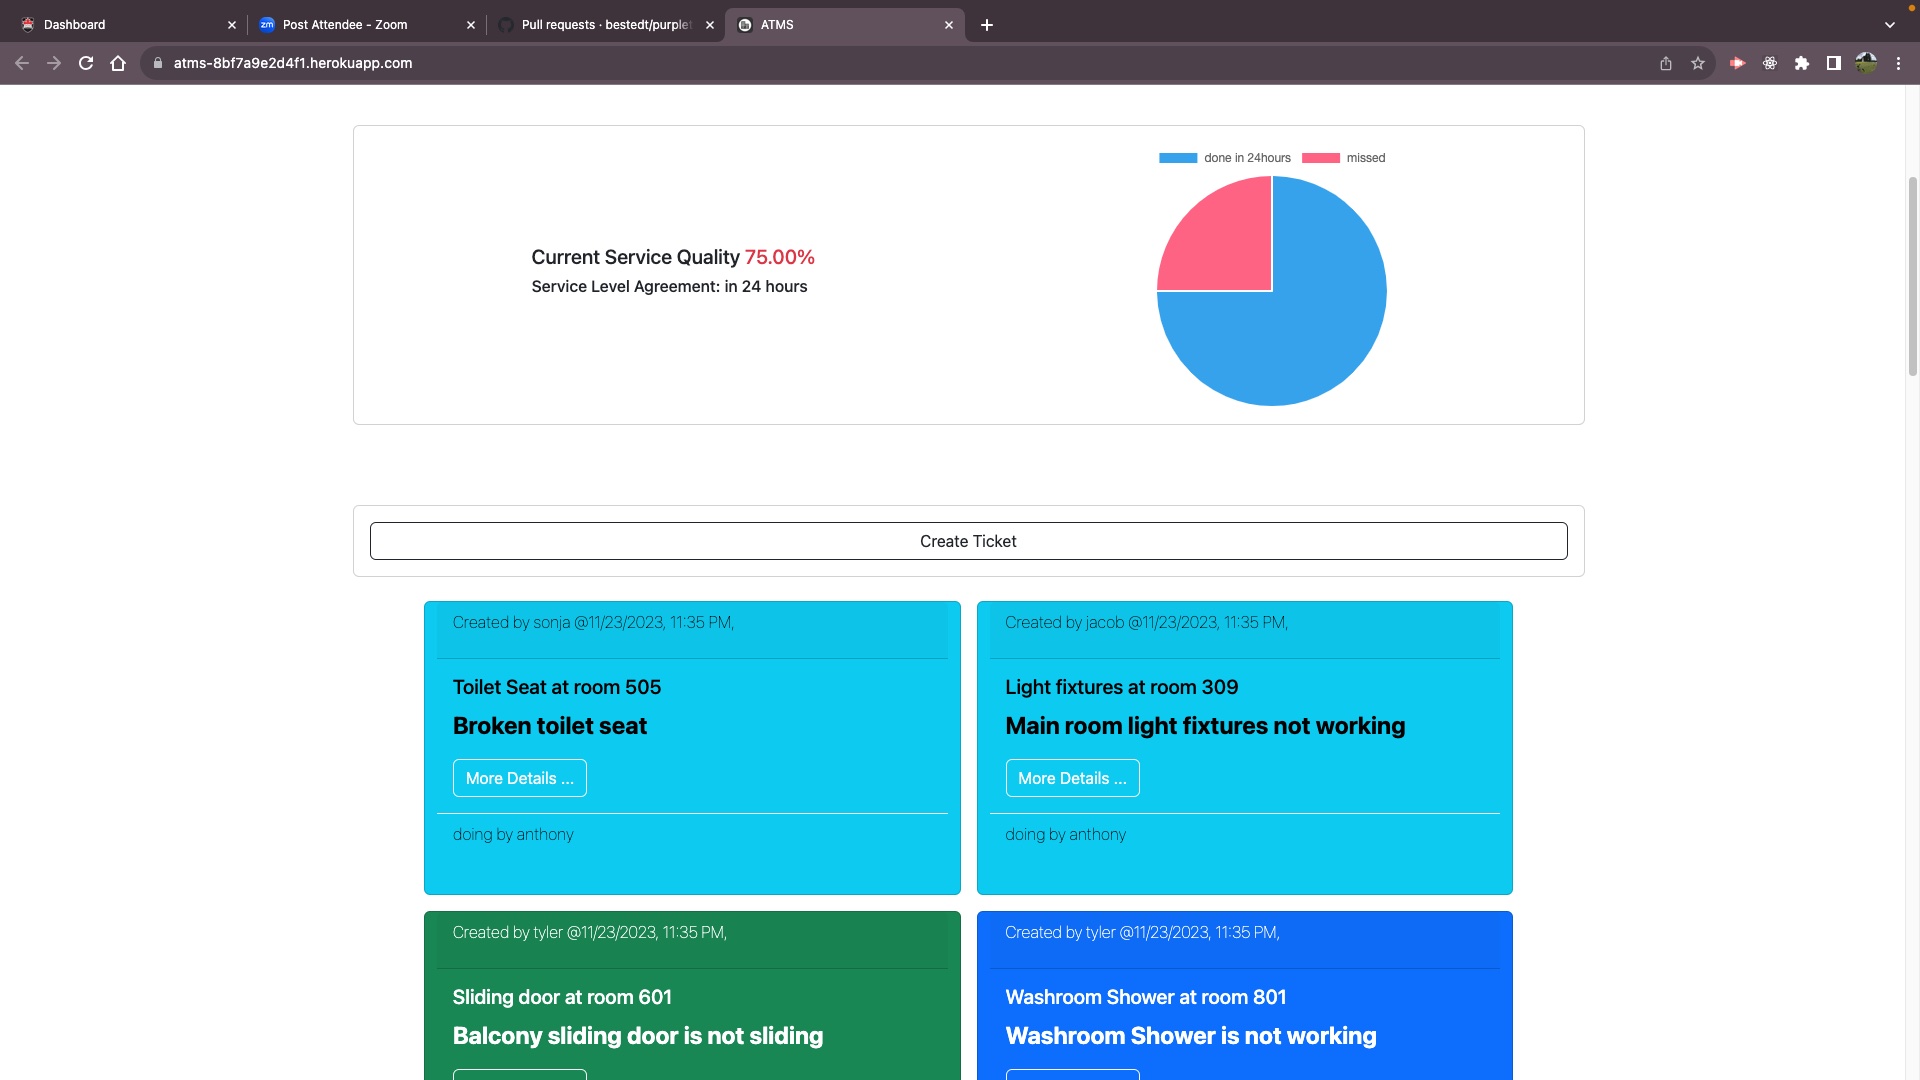 Dashboard
Post Attendee - Zoom
Pull requests · bestedt/purplet
ATMS
atms-8bf7a9e2d4f1.herokuapp.com
done in 24hours
missed
Current Service Quality 75.00%
Service Level Agreement: in 24 hours
Create Ticket
Created by sonja @11/23/2023, 11:35 PM,
Toilet Seat at room 505
Broken toilet seat
More Details ...
doing by anthony
Created by jacob @11/23/2023, 11:35 PM,
Light fixtures at room 309
Main room light fixtures not working
More Details ...
doing by anthony
Created by tyler @11/23/2023, 11:35 PM,
Sliding door at room 601
Balcony sliding door is not sliding
Created by tyler @11/23/2023, 11:35 PM,
Washroom Shower at room 801
Washroom Shower is not working